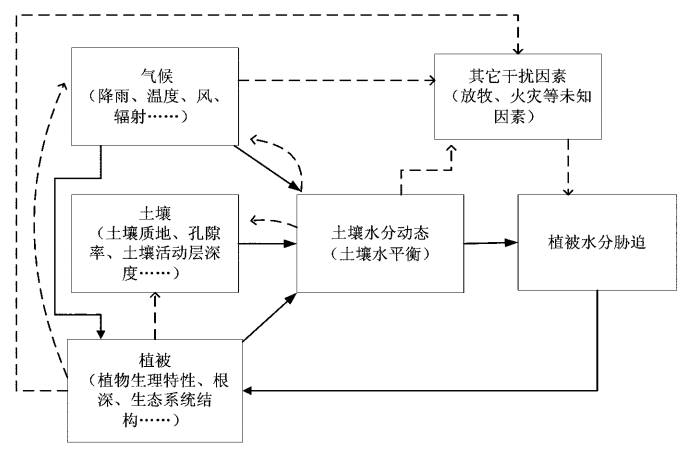 气候
（降雨、温度、风、
辐射……）
其它干扰因素
（放牧、火灾等未知
因素）
土壤
（土壤质地、孔隙
率、土壤活动层深
度……）
土壤水分动态
（土壤水平衡）
植被水分胁迫
植被
（植物生理特性、根
深、生态系统结
构……）